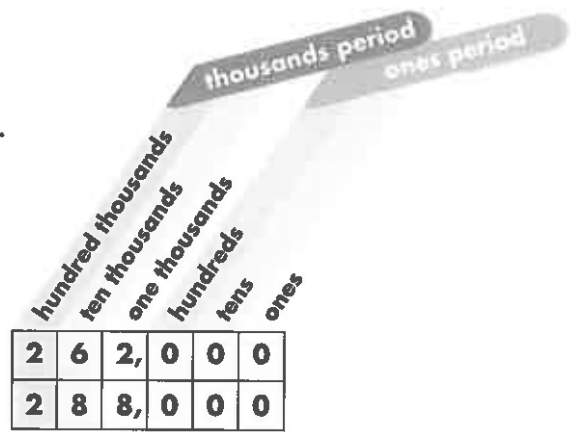 thousands period
ones period
hundred thousands
ten thousands
one thousands
hundreds
tens
ones
2 6 2, 0 0 0
2 8 8, 0 0 0